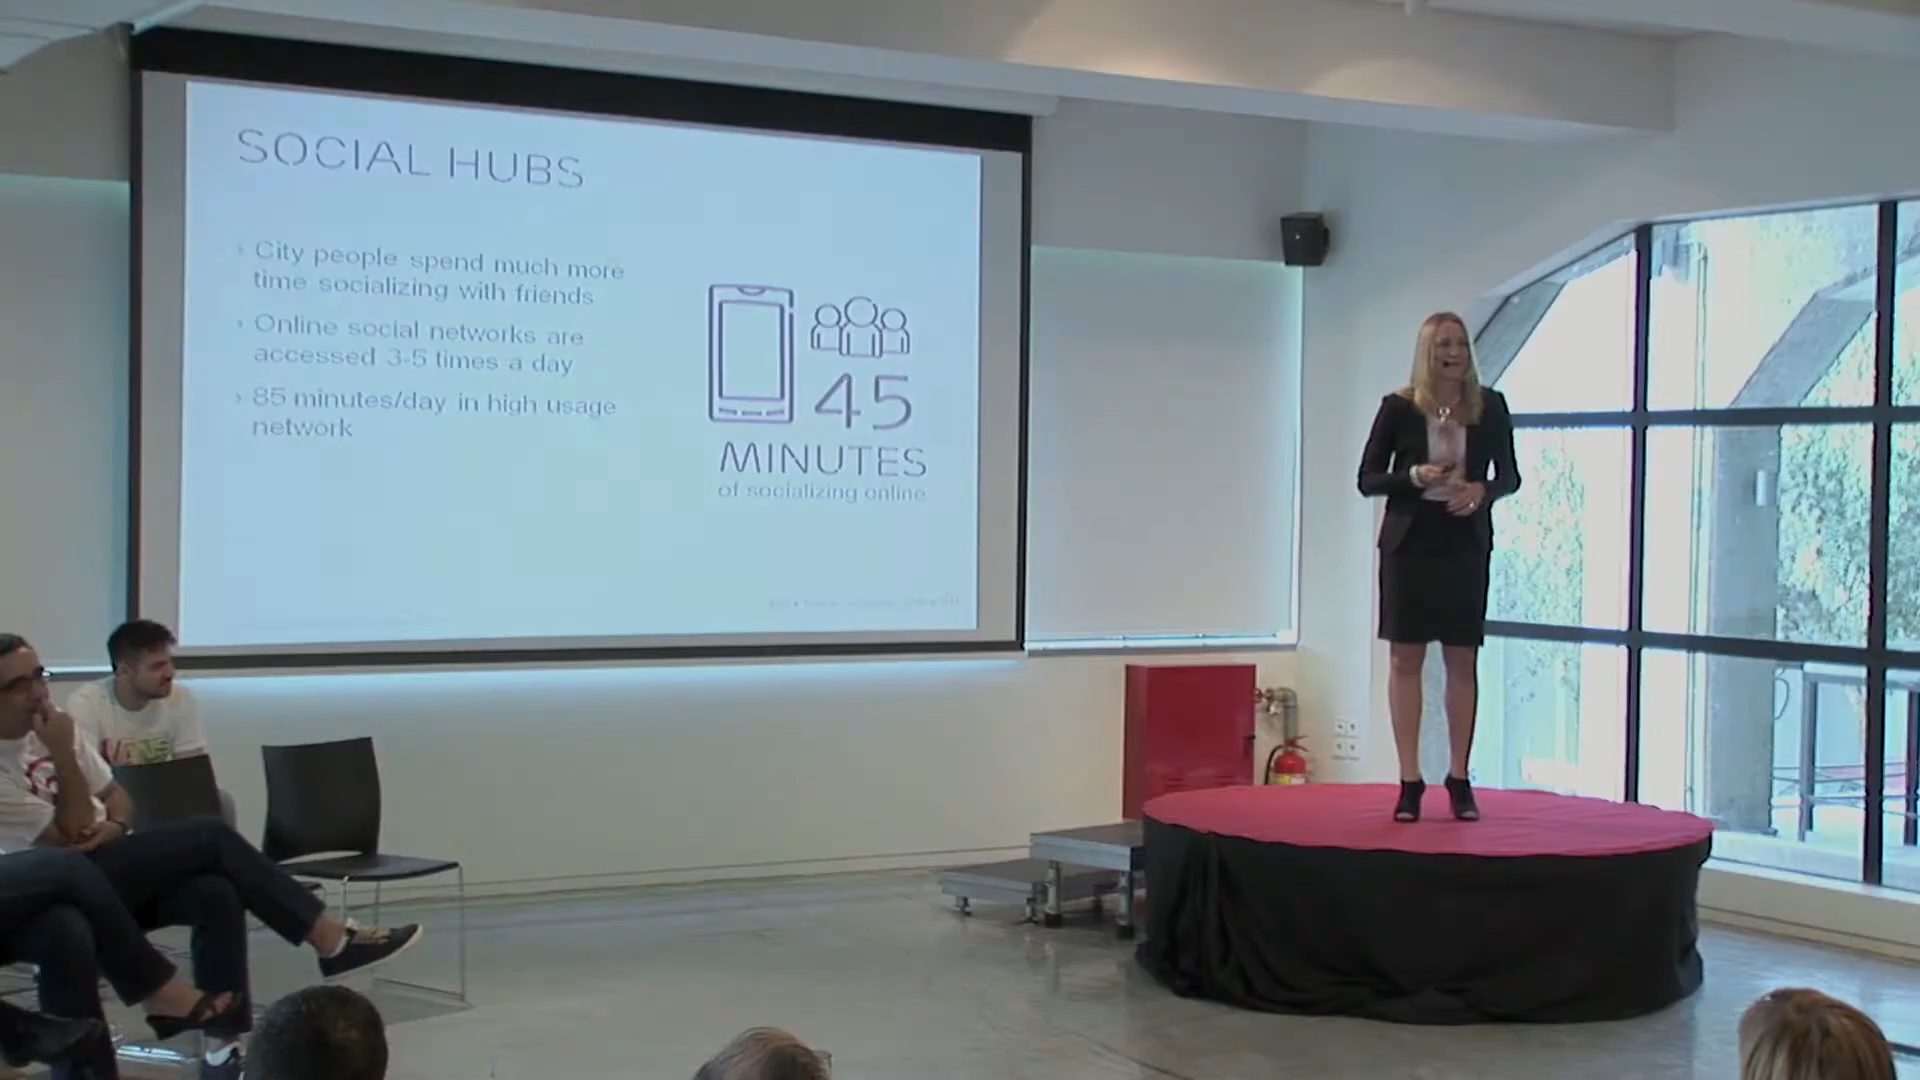 SOCIAL HUBS
› City people spend much more
time socializing with friends
› Online social networks are
accessed 3-5 times a day
› 85 minutes/day in high usage
network
45
MINUTES
of socializing online
VANS